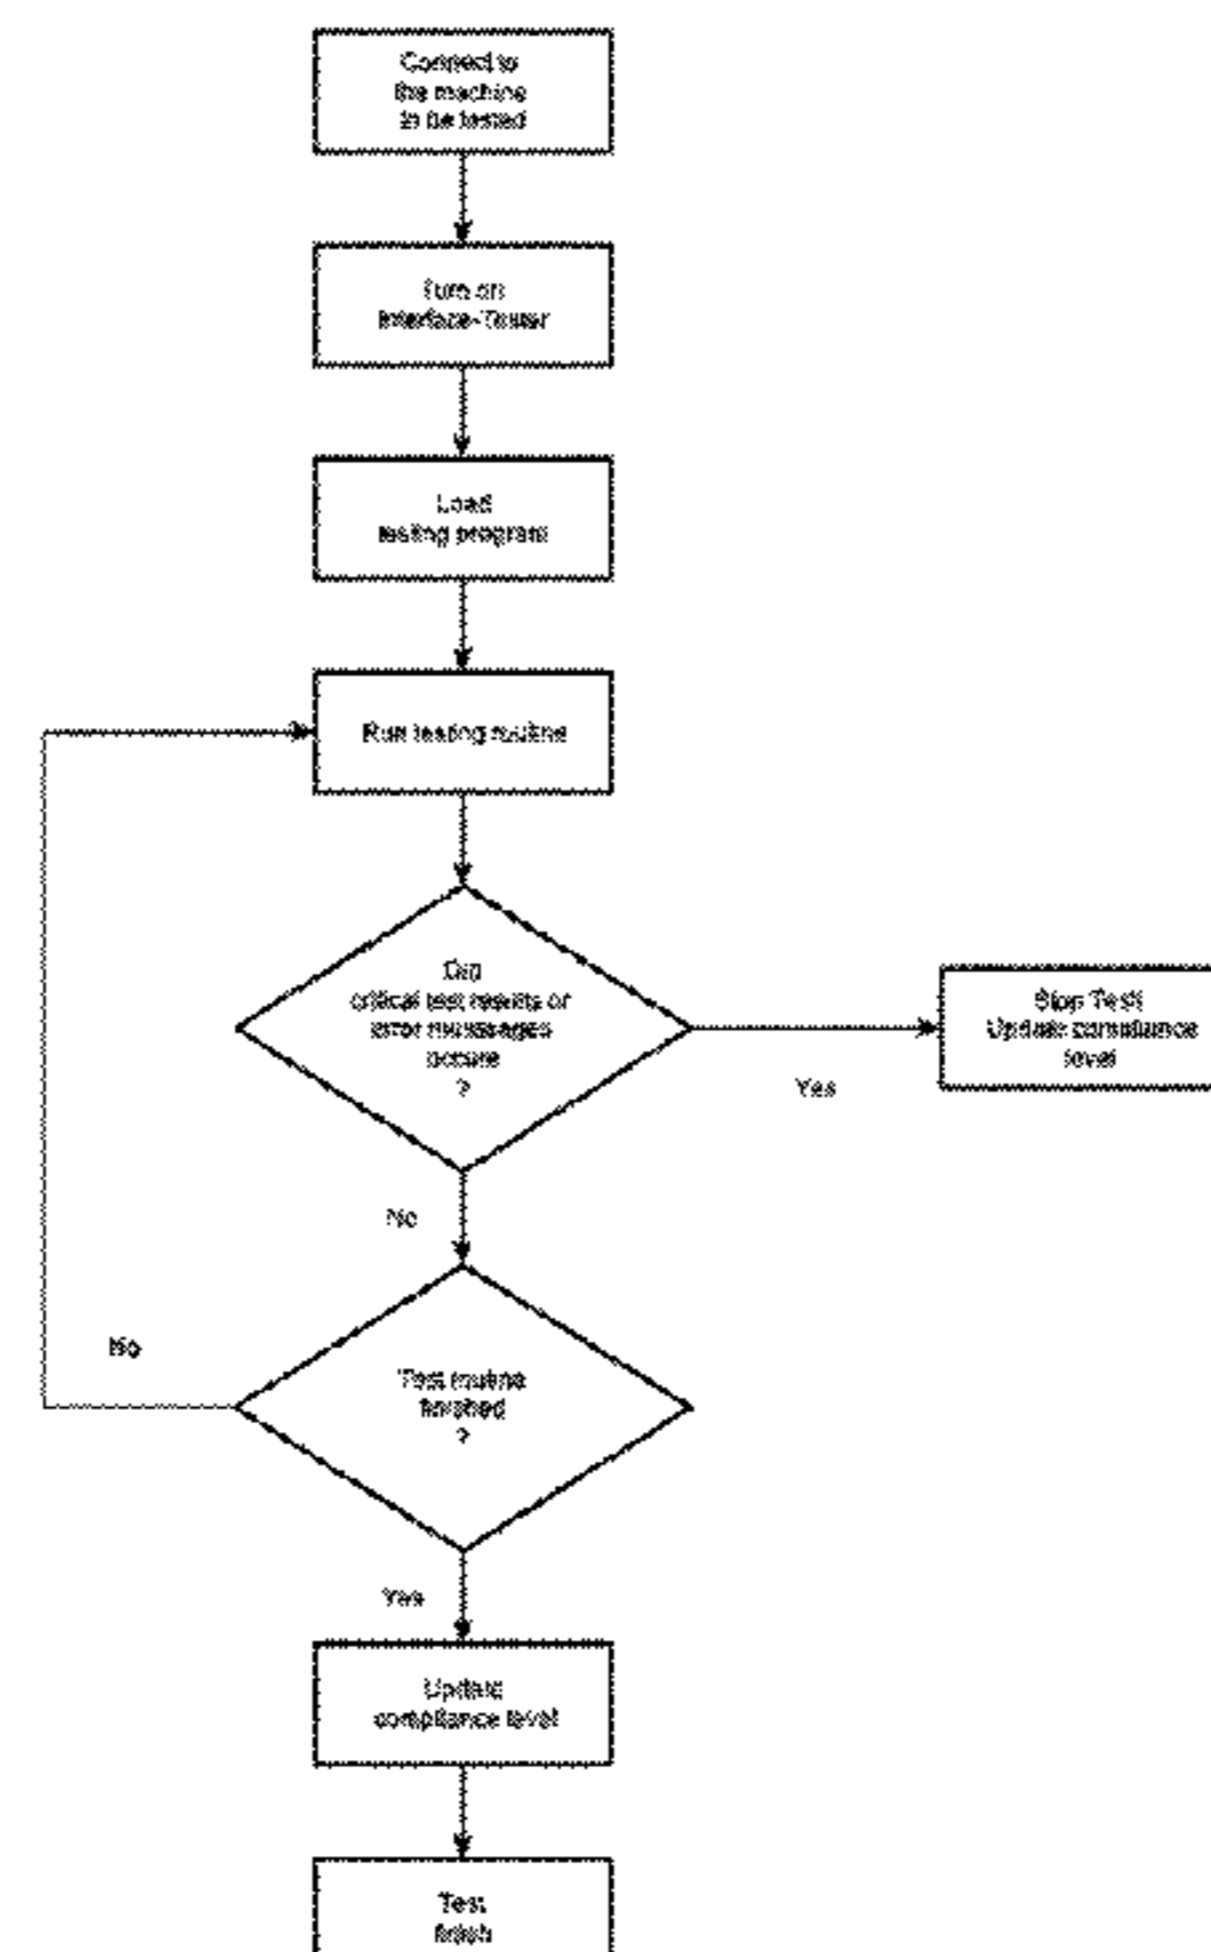 Connect to
the machine
to be tested
Turn on
Interface-Tester
Load
testing program
Run testing routine
Did
critical test results or
error messages
occure
?
Yes
Stop Test!
Update compliance
level
No
No
Test routine
finished
?
Yes
Update
compliance level
Test
finish